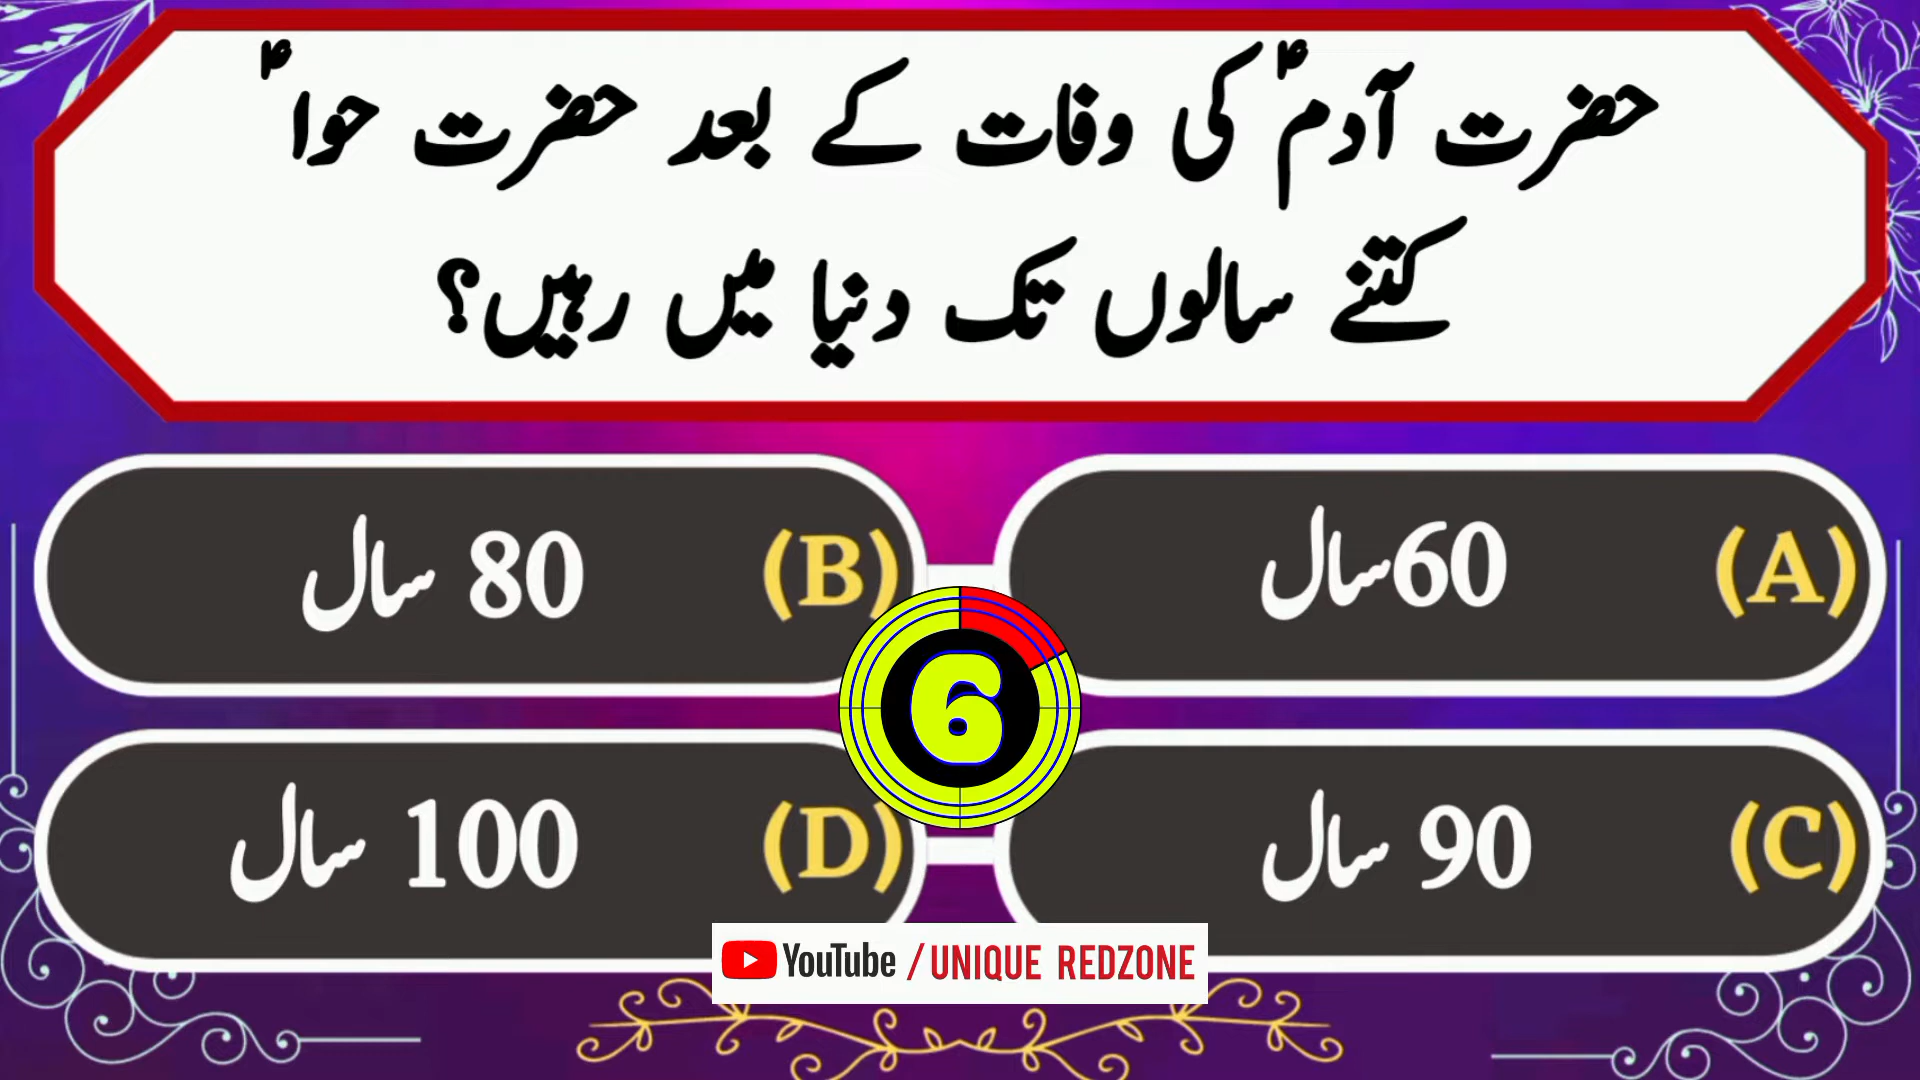 حضرت آدمؑ کی وفات کے بعد حضرت حواؑ
کتنے سالوں تک دنیا میں رہیں؟
(A) 60سال
(B) 80 سال
(C) 90 سال
(D) 100 سال
6
YouTube / UNIQUE REDZONE